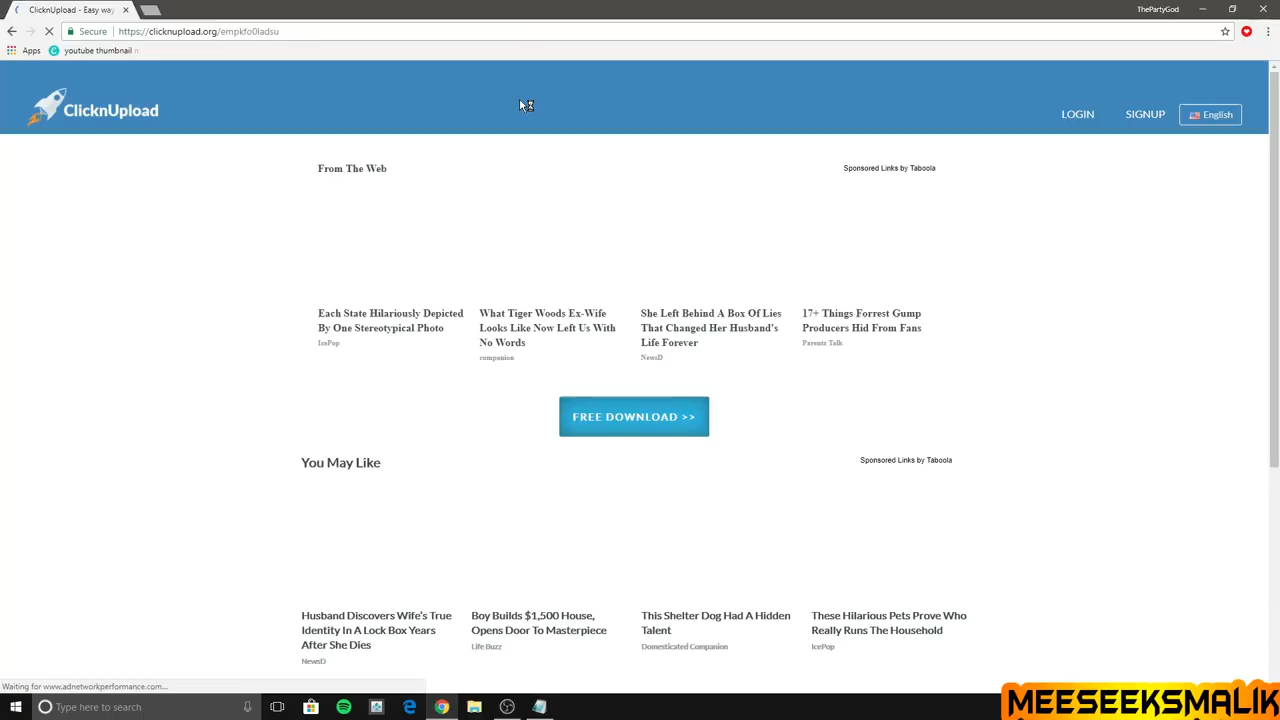 ClicknUpload - Easy way
ThePartyGod
Secure
https://clicknupload.org/empkfo0ladsu
Apps
youtube thumbnail m
ClicknUpload
LOGIN
SIGNUP
English
From The Web
Sponsored Links by Taboola
Each State Hilariously Depicted
By One Stereotypical Photo
IcePop
What Tiger Woods Ex-Wife
Looks Like Now Left Us With
No Words
companion
She Left Behind A Box Of Lies
That Changed Her Husband's
Life Forever
NewsD
17+ Things Forrest Gump
Producers Hid From Fans
Parentz Talk
FREE DOWNLOAD >>
You May Like
Sponsored Links by Taboola
Husband Discovers Wife's True
Identity In A Lock Box Years
After She Dies
NewsD
Boy Builds $1,500 House,
Opens Door To Masterpiece
Life Buzz
This Shelter Dog Had A Hidden
Talent
Domesticated Companion
These Hilarious Pets Prove Who
Really Runs The Household
IcePop
Waiting for www.adnetworkperformance.com...
Type here to search
MEESEEKSMALIK